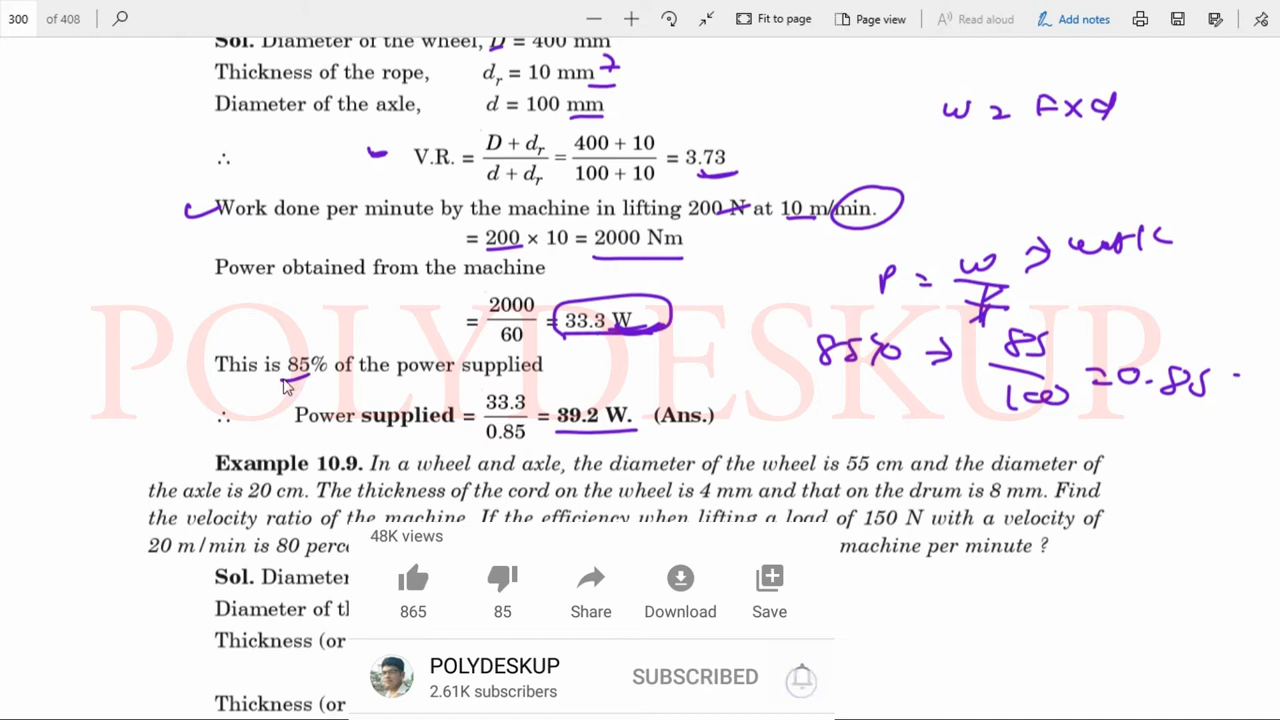 300 of 408 Fit to page Page view Read aloud Add notes
Sol. Diameter of the wheel, D = 400 mm
Thickness of the rope, dr = 10 mm
Diameter of the axle, d = 100 mm
W = F x d
∴ V.R. = (D + dr)/(d + dr) = (400 + 10)/(100 + 10) = 3.73
Work done per minute by the machine in lifting 200 N at 10 m/min.
= 200 × 10 = 2000 Nm
P = W/t → work
Power obtained from the machine
= 2000/60 = 33.3 W
85% → 85/100 = 0.85
This is 85% of the power supplied
∴ Power supplied = 33.3/0.85 = 39.2 W. (Ans.)
POLYDESKUP
Example 10.9. In a wheel and axle, the diameter of the wheel is 55 cm and the diameter of
the axle is 20 cm. The thickness of the cord on the wheel is 4 mm and that on the drum is 8 mm. Find
the velocity ratio of the machine. If the efficiency when lifting a load of 150 N with a velocity of
20 m/min is 80 perc machine per minute ?
48K views
Sol. Diameter
Diameter of tl
Thickness (or
865 85 Share Download Save
POLYDESKUP
2.61K subscribers
SUBSCRIBED
Thickness (or